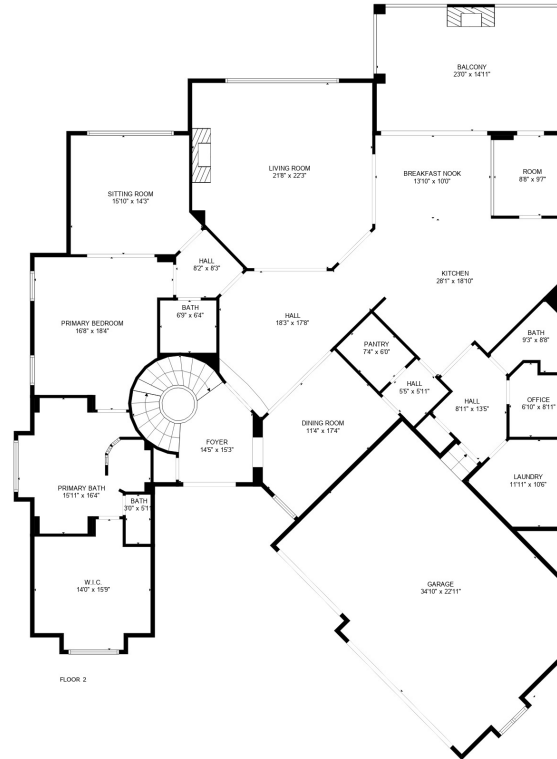 BALCONY
23'0" x 14'11"
LIVING ROOM
21'8" x 22'3"
BREAKFAST NOOK
13'10" x 10'0"
ROOM
8'8" x 9'7"
SITTING ROOM
15'10" x 14'3"
HALL
8'2" x 8'3"
KITCHEN
28'1" x 18'10"
BATH
6'9" x 6'4"
HALL
18'3" x 17'8"
PRIMARY BEDROOM
16'8" x 18'4"
PANTRY
7'4" x 6'0"
BATH
9'3" x 8'8"
HALL
5'5" x 5'11"
OFFICE
6'10" x 8'11"
HALL
8'11" x 13'5"
DINING ROOM
11'4" x 17'4"
FOYER
14'5" x 15'3"
LAUNDRY
11'11" x 10'6"
PRIMARY BATH
15'11" x 16'4"
BATH
3'0" x 5'11
W.I.C.
14'0" x 15'9"
GARAGE
34'10" x 22'11"
FLOOR 2